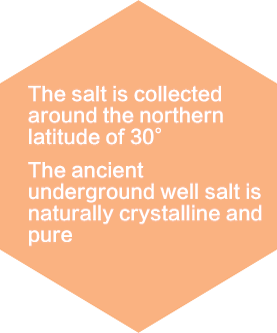 The salt is collected
around the northern
latitude of 30°
The ancient
underground well salt is
naturally crystalline and
pure